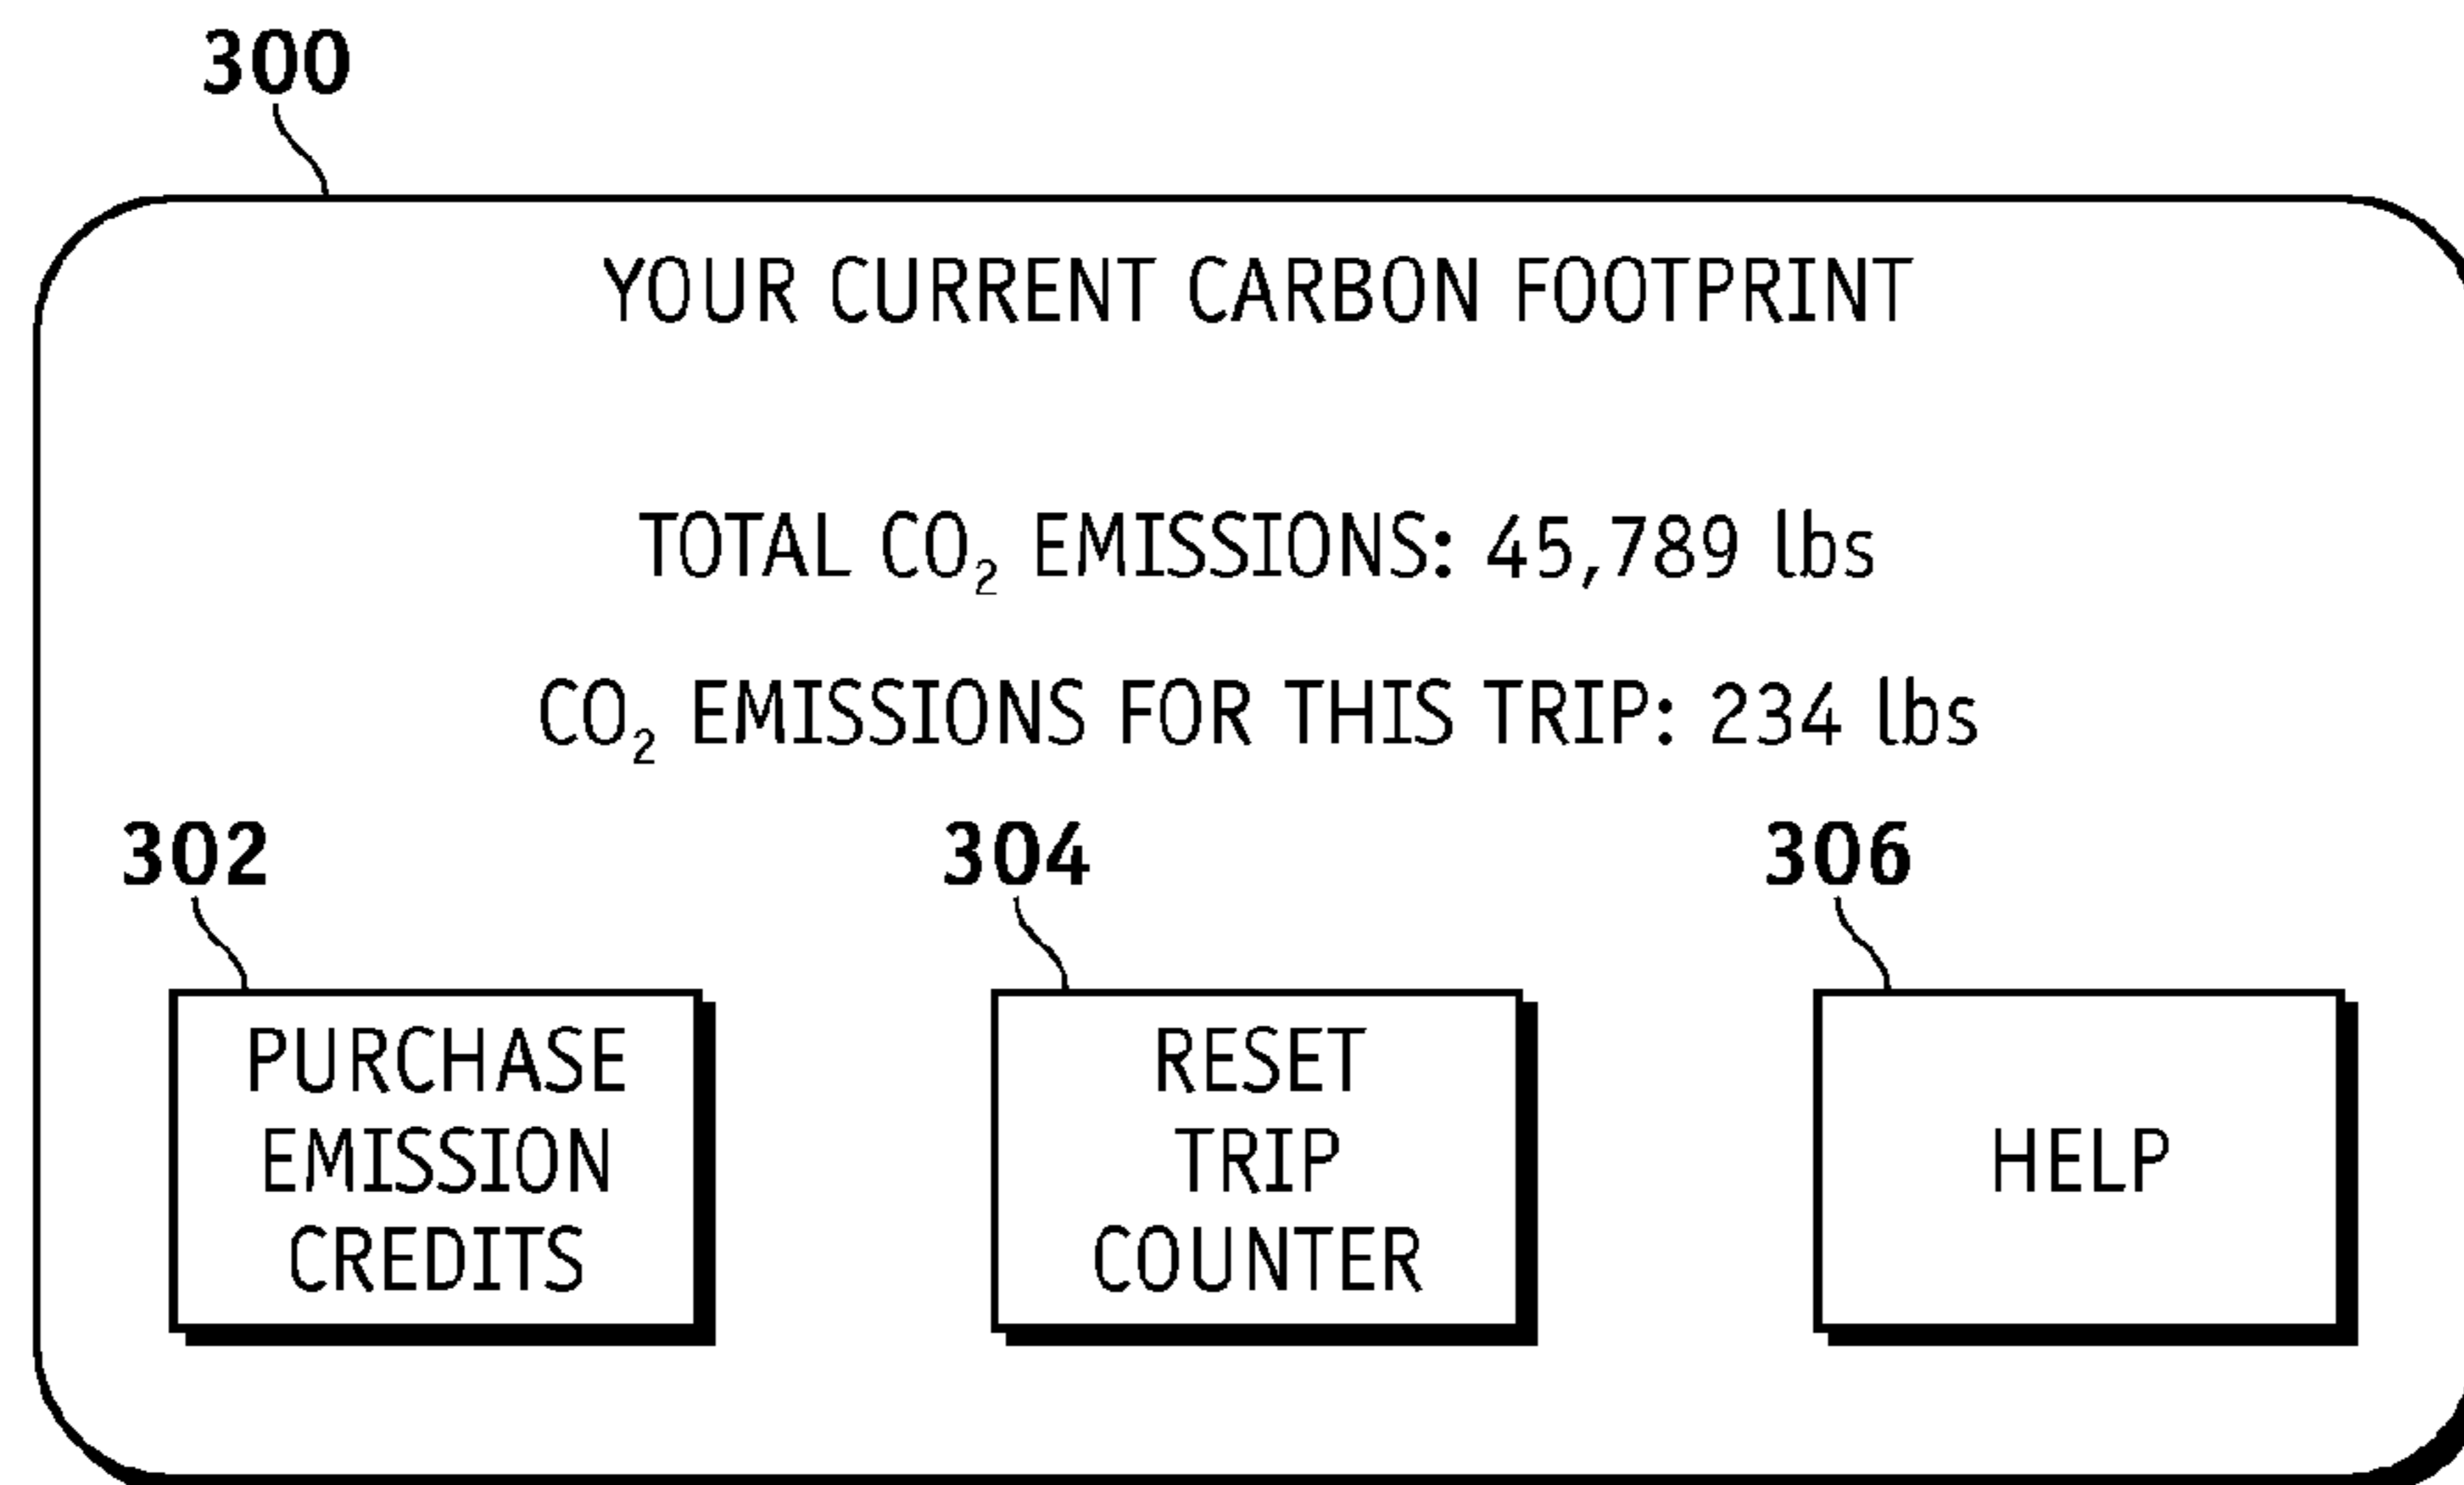 300
YOUR CURRENT CARBON FOOTPRINT
TOTAL CO₂ EMISSIONS: 45,789 lbs
CO₂ EMISSIONS FOR THIS TRIP: 234 lbs
302
304
306
PURCHASE
EMISSION
CREDITS
RESET
TRIP
COUNTER
HELP